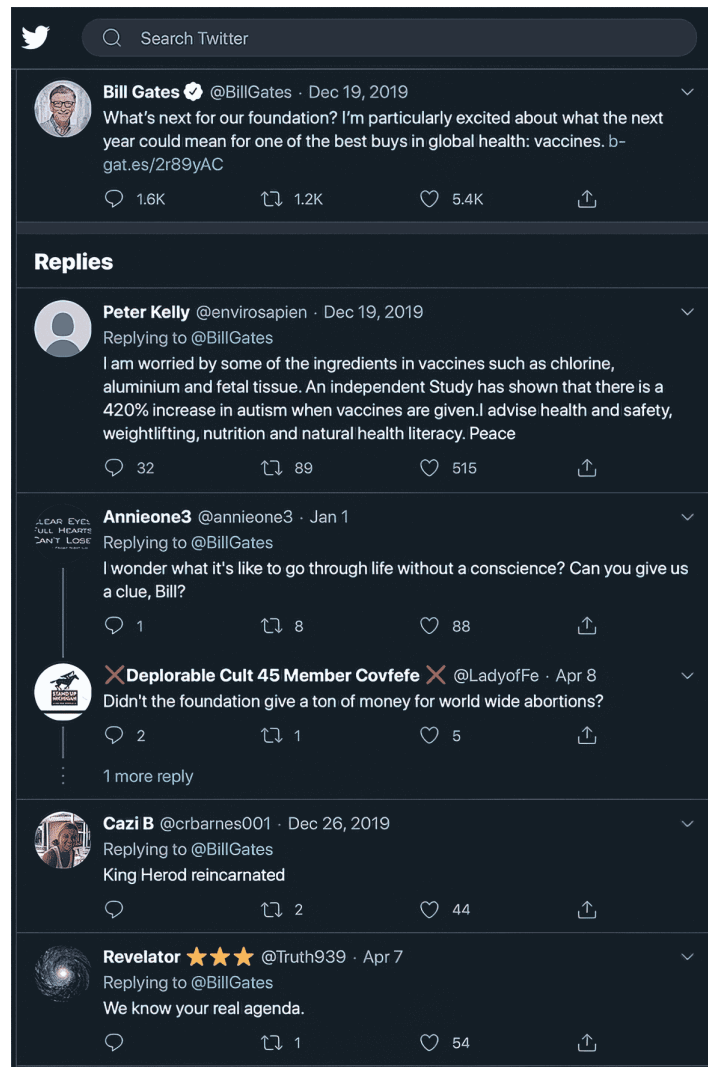 Search Twitter
Bill Gates @BillGates · Dec 19, 2019
What's next for our foundation? I'm particularly excited about what the next
year could mean for one of the best buys in global health: vaccines. b-
gat.es/2r89yAC
1.6K 1.2K 5.4K
Replies
Peter Kelly @envirosapien · Dec 19, 2019
Replying to @BillGates
I am worried by some of the ingredients in vaccines such as chlorine,
aluminium and fetal tissue. An independent Study has shown that there is a
420% increase in autism when vaccines are given.I advise health and safety,
weightlifting, nutrition and natural health literacy. Peace
32 89 515
LEAR EYES
FULL HEARTS
CAN'T LOSE
Annieone3 @annieone3 · Jan 1
Replying to @BillGates
I wonder what it's like to go through life without a conscience? Can you give us
a clue, Bill?
1 8 88
STAND UP
MICHIGAN
❌Deplorable Cult 45 Member Covfefe ❌ @LadyofFe · Apr 8
Didn't the foundation give a ton of money for world wide abortions?
2 1 5
1 more reply
Cazi B @crbarnes001 · Dec 26, 2019
Replying to @BillGates
King Herod reincarnated
2 44
Revelator ⭐⭐⭐ @Truth939 · Apr 7
Replying to @BillGates
We know your real agenda.
1 54